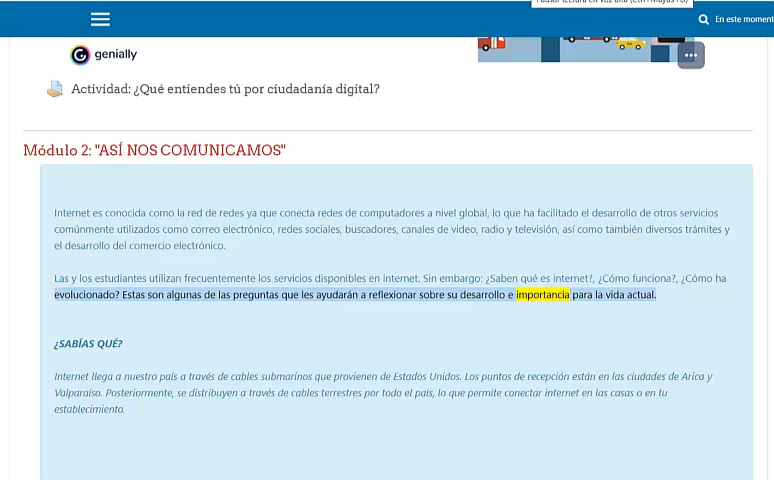 En este moment
genially
Actividad: ¿Qué entiendes tú por ciudadanía digital?
Módulo 2: "ASÍ NOS COMUNICAMOS"
Internet es conocida como la red de redes ya que conecta redes de computadores a nivel global, lo que ha facilitado el desarrollo de otros servicios
comúnmente utilizados como correo electrónico, redes sociales, buscadores, canales de video, radio y televisión, así como también diversos trámites y
el desarrollo del comercio electrónico.
Las y los estudiantes utilizan frecuentemente los servicios disponibles en internet. Sin embargo: ¿Saben qué es internet?, ¿Cómo funciona?, ¿Cómo ha
evolucionado? Estas son algunas de las preguntas que les ayudarán a reflexionar sobre su desarrollo e importancia para la vida actual.
¿SABÍAS QUÉ?
Internet llega a nuestro país a través de cables submarinos que provienen de Estados Unidos. Los puntos de recepción están en las ciudades de Arica y
Valparaíso. Posteriormente, se distribuyen a través de cables terrestres por todo el país, lo que permite conectar internet en las casas o en tu
establecimiento.